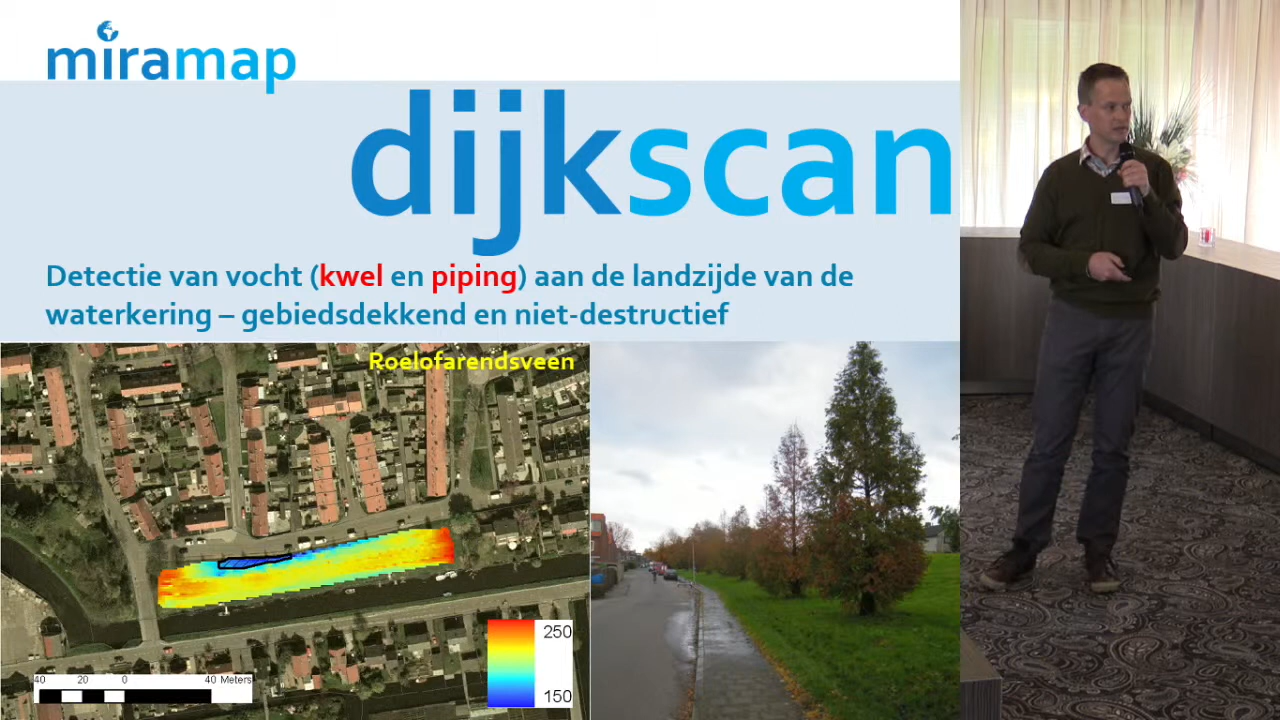 miramap
dijkscan
Detectie van vocht (kwel en piping) aan de landzijde van de
waterkering – gebiedsdekkend en niet-destructief
Roelofarendsveen
250
150
40 20 0 40 Meters